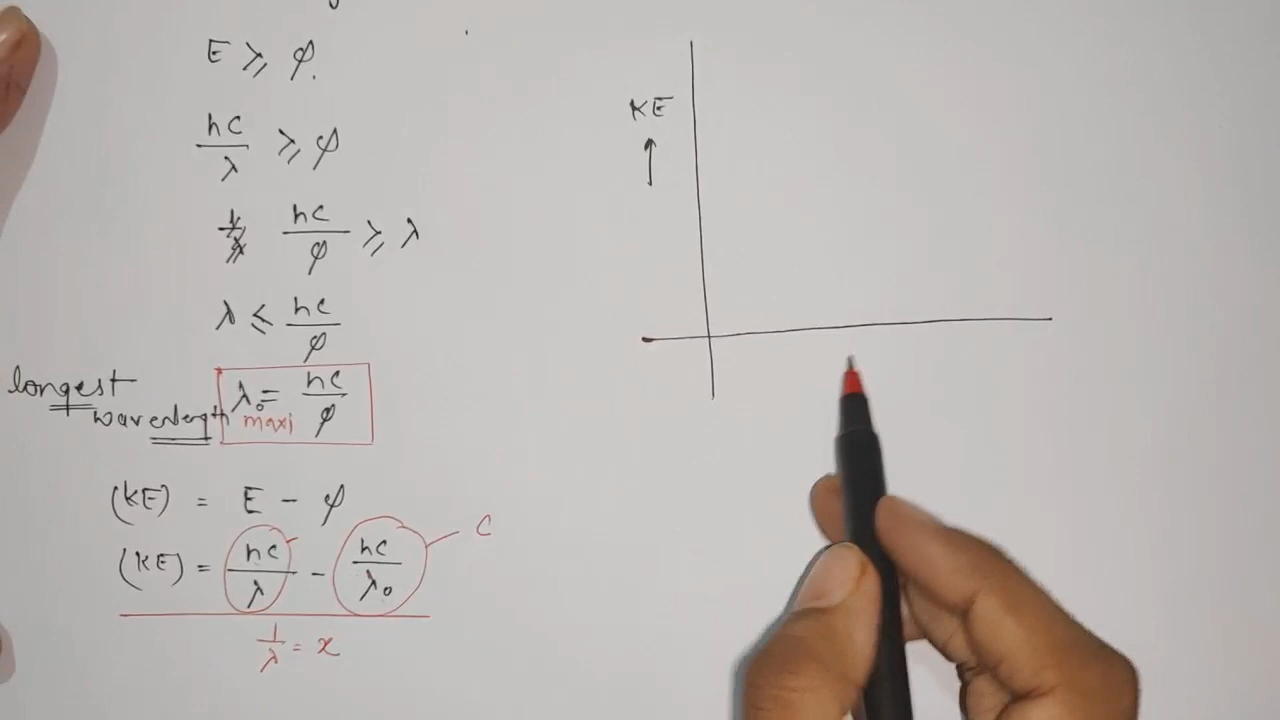 E ≥ φ.
hc/λ ≥ φ
hc/φ ≥ λ
λ ≤ hc/φ
longest
wavelength
λ₀ = hc/φ
maxi
(KE) = E - φ
(KE) = hc/λ - hc/λ₀
C
1/λ = x
KE
↑